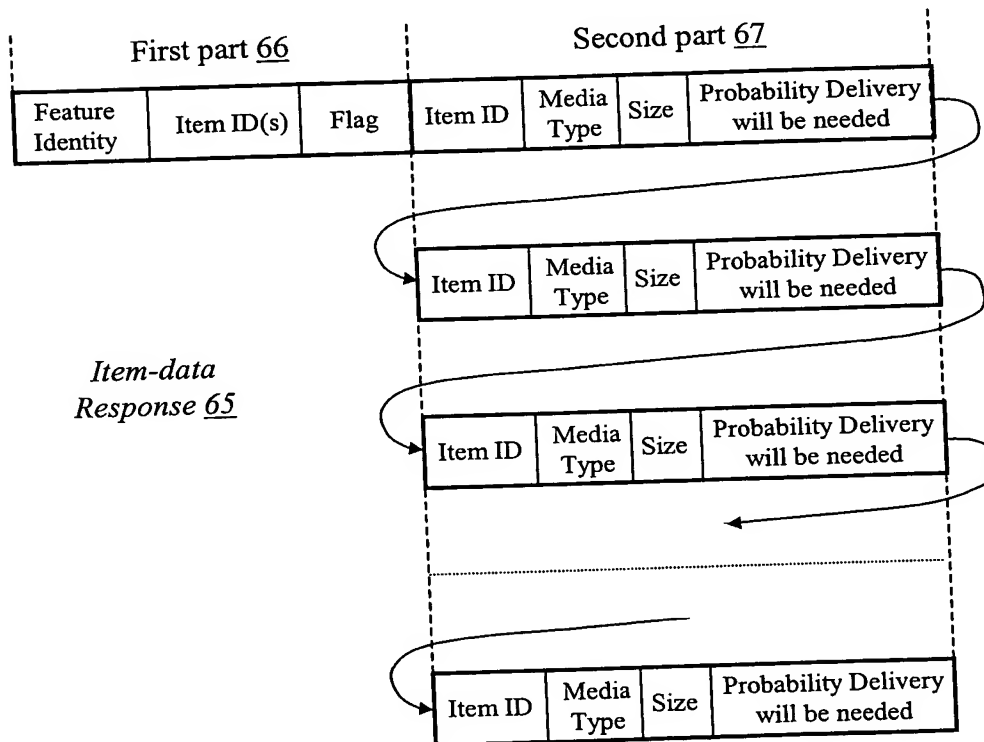 First part 66
Second part 67
Feature Identity
Item ID(s)
Flag
Item ID
Media Type
Size
Probability Delivery will be needed
Item ID
Media Type
Size
Probability Delivery will be needed
Item-data Response 65
Item ID
Media Type
Size
Probability Delivery will be needed
Item ID
Media Type
Size
Probability Delivery will be needed